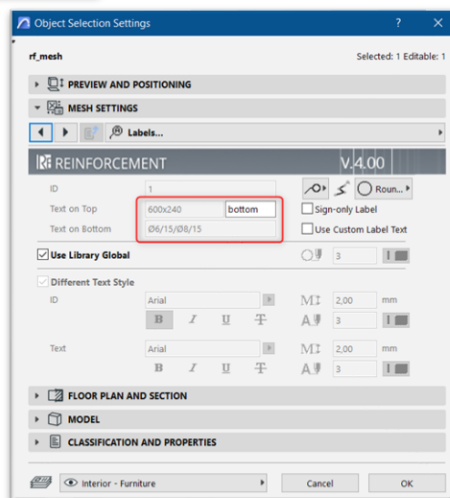 Object Selection Settings ? ×
rf_mesh Selected: 1 Editable: 1
PREVIEW AND POSITIONING
MESH SETTINGS
Labels...
REINFORCEMENT V.4.00
ID 1 Roun...
Text on Top 600x240 bottom Sign-only Label
Text on Bottom Ø6/15/Ø8/15 Use Custom Label Text
Use Library Global 3
Different Text Style
ID Arial 2,00 mm
B I U T 3
Text Arial 2,00 mm
B I U T 3
FLOOR PLAN AND SECTION
MODEL
CLASSIFICATION AND PROPERTIES
Interior - Furniture Cancel OK